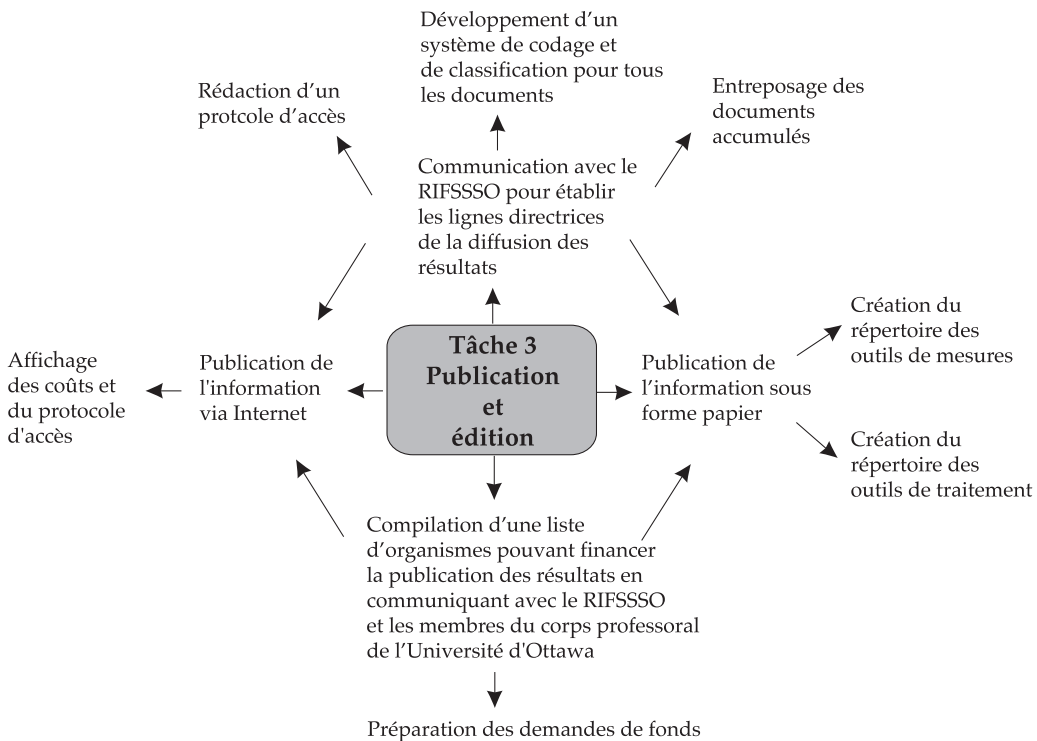 Développement d’un
système de codage et
de classification pour tous
les documents
Rédaction d’un
protcole d’accès
Entreposage des
documents
accumulés
Communication avec le
RIFSSSO pour établir
les lignes directrices
de la diffusion des
résultats
Affichage
des coûts et
du protocole
d'accès
Publication de
l'information
via Internet
Tâche 3
Publication
et
édition
Publication de
l’information sous
forme papier
Création du
répertoire des
outils de mesures
Création du
répertoire des
outils de traitement
Compilation d’une liste
d’organismes pouvant financer
la publication des résultats en
communiquant avec le RIFSSSO
et les membres du corps professoral
de l’Université d'Ottawa
Préparation des demandes de fonds